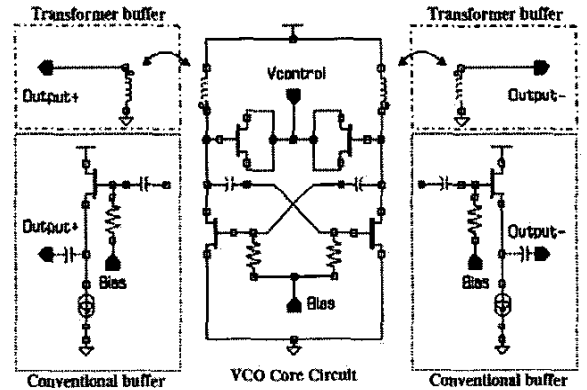 Transformer buffer
Transformer buffer
Vcontrol
Output+
Output-
Output+
Output-
Bias
Bias
Bias
Conventional buffer
VCO Core Circuit
Conventional buffer